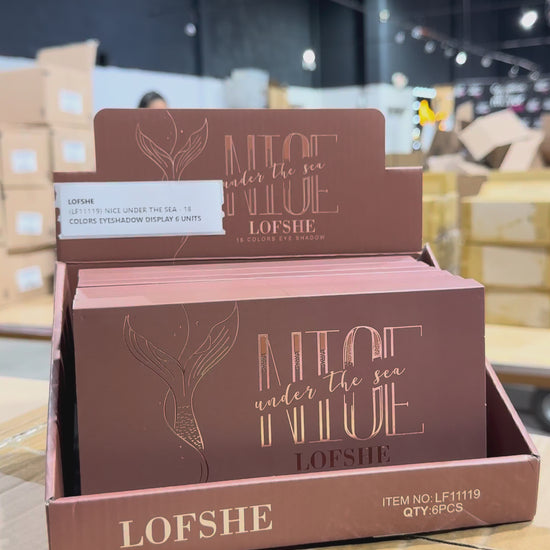 NICE
under the sea
LOFSHE
18 COLORS EYE SHADOW
LOFSHE
(LF11119) NICE UNDER THE SEA - 18
COLORS EYESHADOW DISPLAY 6 UNITS
NICE
under the sea
LOFSHE
LOFSHE
ITEM NO: LF11119
QTY:6PCS